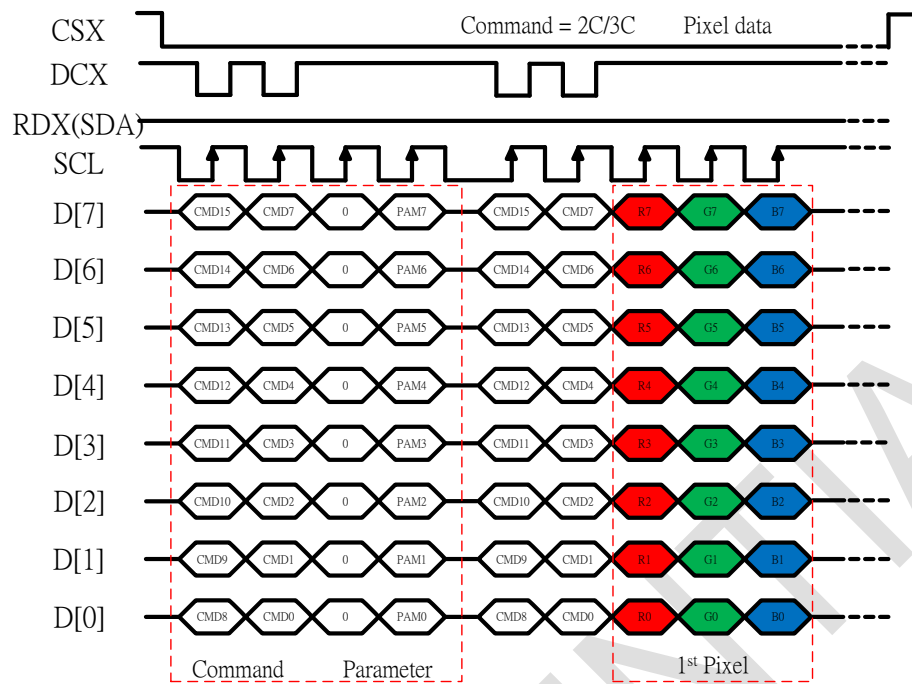 CSX
Command = 2C/3C Pixel data
DCX
RDX(SDA)
SCL
D[7] CMD15 CMD7 0 PAM7 CMD15 CMD7 R7 G7 B7
D[6] CMD14 CMD6 0 PAM6 CMD14 CMD6 R6 G6 B6
D[5] CMD13 CMD5 0 PAM5 CMD13 CMD5 R5 G5 B5
D[4] CMD12 CMD4 0 PAM4 CMD12 CMD4 R4 G4 B4
D[3] CMD11 CMD3 0 PAM3 CMD11 CMD3 R3 G3 B3
D[2] CMD10 CMD2 0 PAM2 CMD10 CMD2 R2 G2 B2
D[1] CMD9 CMD1 0 PAM1 CMD9 CMD1 R1 G1 B1
D[0] CMD8 CMD0 0 PAM0 CMD8 CMD0 R0 G0 B0
Command Parameter 1st Pixel